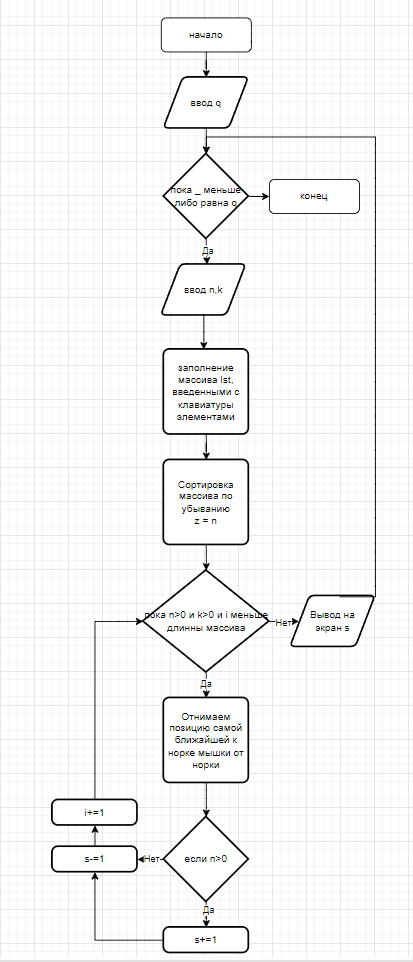 начало
ввод q
пока _ меньше
либо равна q
конец
Да
ввод n,k
заполнение
массива lst,
введенными с
клавиатуры
элементами
Сортировка
массива по
убыванию
z = n
пока n>0 и k>0 и i меньше
длинны массива
Нет
Вывод на
экран s
Да
Отнимаем
позицию самой
ближайшей к
норке мышки от
норки
i+=1
если n>0
Нет
s-=1
Да
s+=1